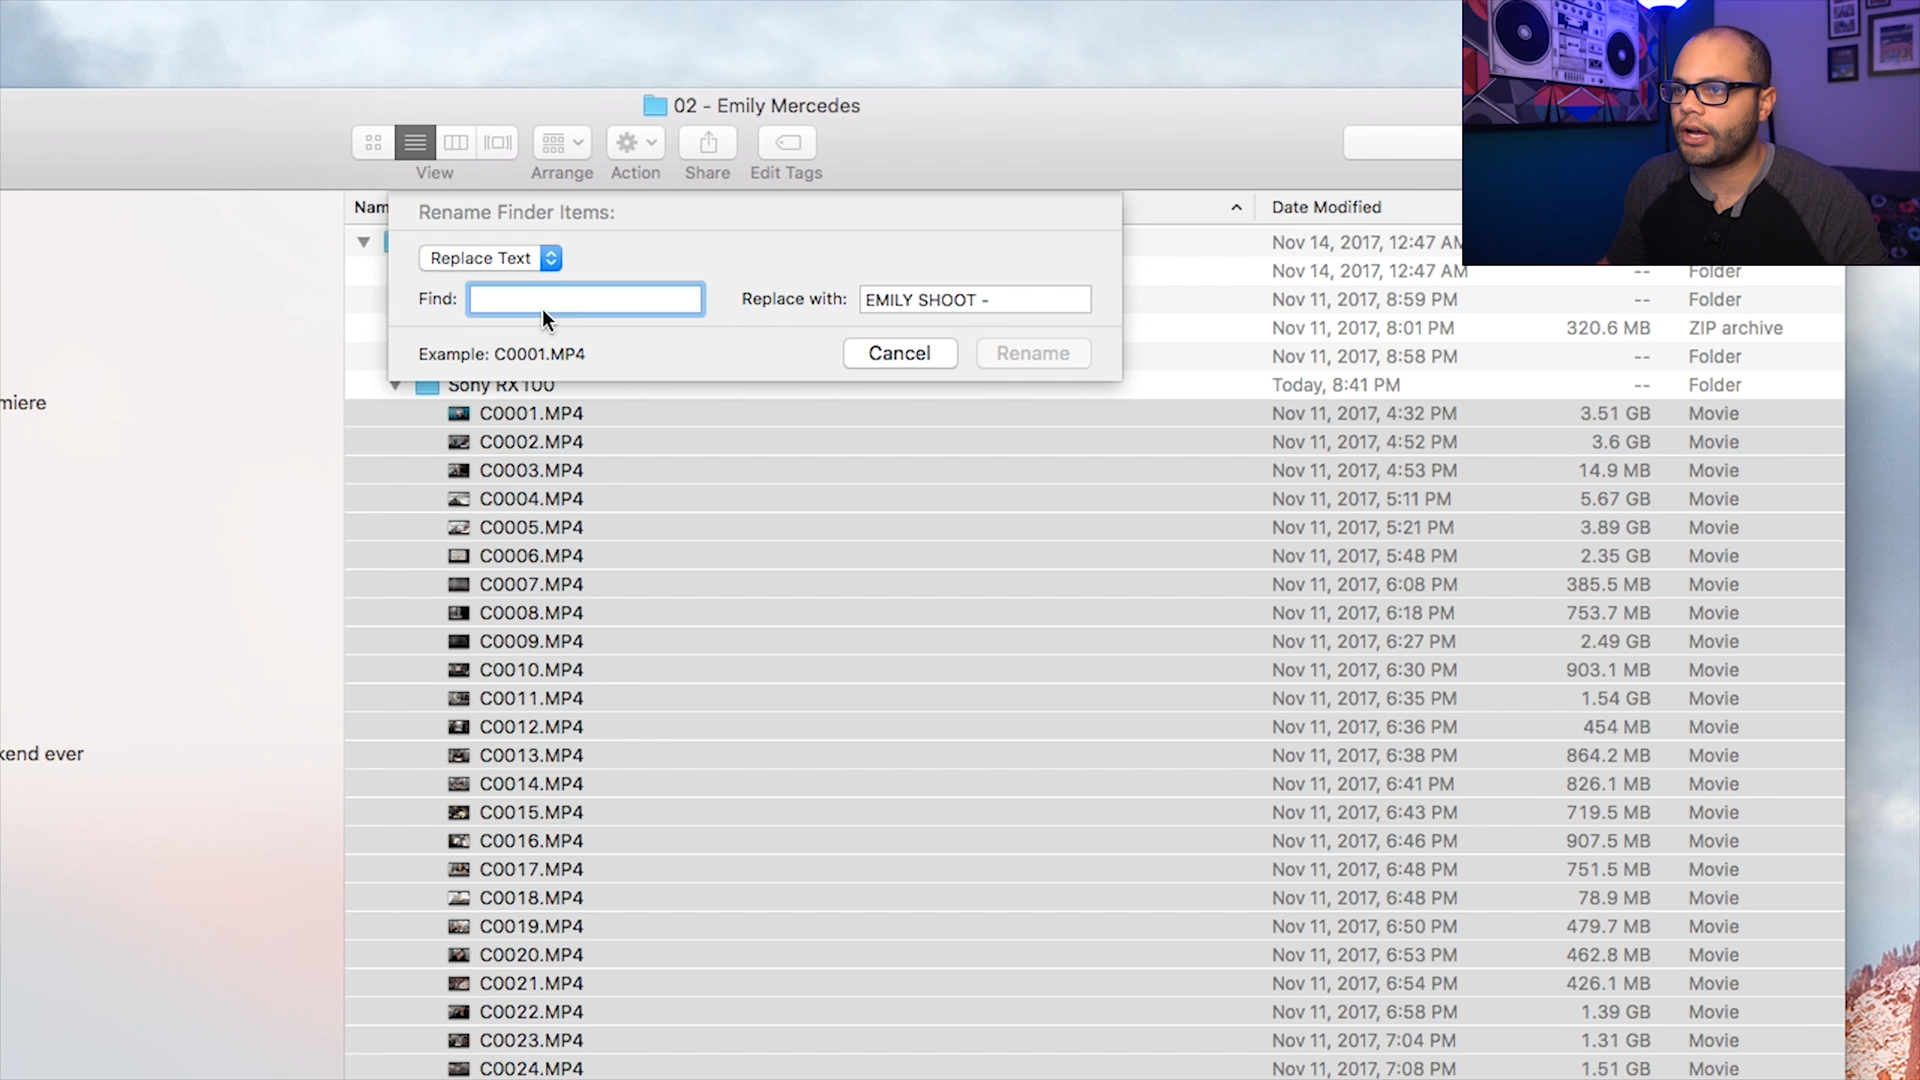 02 - Emily Mercedes
View
Arrange
Action
Share
Edit Tags
Nam
Date Modified
Rename Finder Items:
Replace Text
Find:
Replace with: EMILY SHOOT -
Example: C0001.MP4
Cancel
Rename
Nov 14, 2017, 12:47 AM
Nov 14, 2017, 12:47 AM -- Folder
Nov 11, 2017, 8:59 PM -- Folder
Nov 11, 2017, 8:01 PM 320.6 MB ZIP archive
Nov 11, 2017, 8:58 PM -- Folder
Sony RX100 Today, 8:41 PM -- Folder
miere
C0001.MP4 Nov 11, 2017, 4:32 PM 3.51 GB Movie
C0002.MP4 Nov 11, 2017, 4:52 PM 3.6 GB Movie
C0003.MP4 Nov 11, 2017, 4:53 PM 14.9 MB Movie
C0004.MP4 Nov 11, 2017, 5:11 PM 5.67 GB Movie
C0005.MP4 Nov 11, 2017, 5:21 PM 3.89 GB Movie
C0006.MP4 Nov 11, 2017, 5:48 PM 2.35 GB Movie
C0007.MP4 Nov 11, 2017, 6:08 PM 385.5 MB Movie
C0008.MP4 Nov 11, 2017, 6:18 PM 753.7 MB Movie
C0009.MP4 Nov 11, 2017, 6:27 PM 2.49 GB Movie
C0010.MP4 Nov 11, 2017, 6:30 PM 903.1 MB Movie
C0011.MP4 Nov 11, 2017, 6:35 PM 1.54 GB Movie
C0012.MP4 Nov 11, 2017, 6:36 PM 454 MB Movie
kend ever
C0013.MP4 Nov 11, 2017, 6:38 PM 864.2 MB Movie
C0014.MP4 Nov 11, 2017, 6:41 PM 826.1 MB Movie
C0015.MP4 Nov 11, 2017, 6:43 PM 719.5 MB Movie
C0016.MP4 Nov 11, 2017, 6:46 PM 907.5 MB Movie
C0017.MP4 Nov 11, 2017, 6:48 PM 751.5 MB Movie
C0018.MP4 Nov 11, 2017, 6:48 PM 78.9 MB Movie
C0019.MP4 Nov 11, 2017, 6:50 PM 479.7 MB Movie
C0020.MP4 Nov 11, 2017, 6:53 PM 462.8 MB Movie
C0021.MP4 Nov 11, 2017, 6:54 PM 426.1 MB Movie
C0022.MP4 Nov 11, 2017, 6:58 PM 1.39 GB Movie
C0023.MP4 Nov 11, 2017, 7:04 PM 1.31 GB Movie
C0024.MP4 Nov 11, 2017, 7:08 PM 1.51 GB Movie